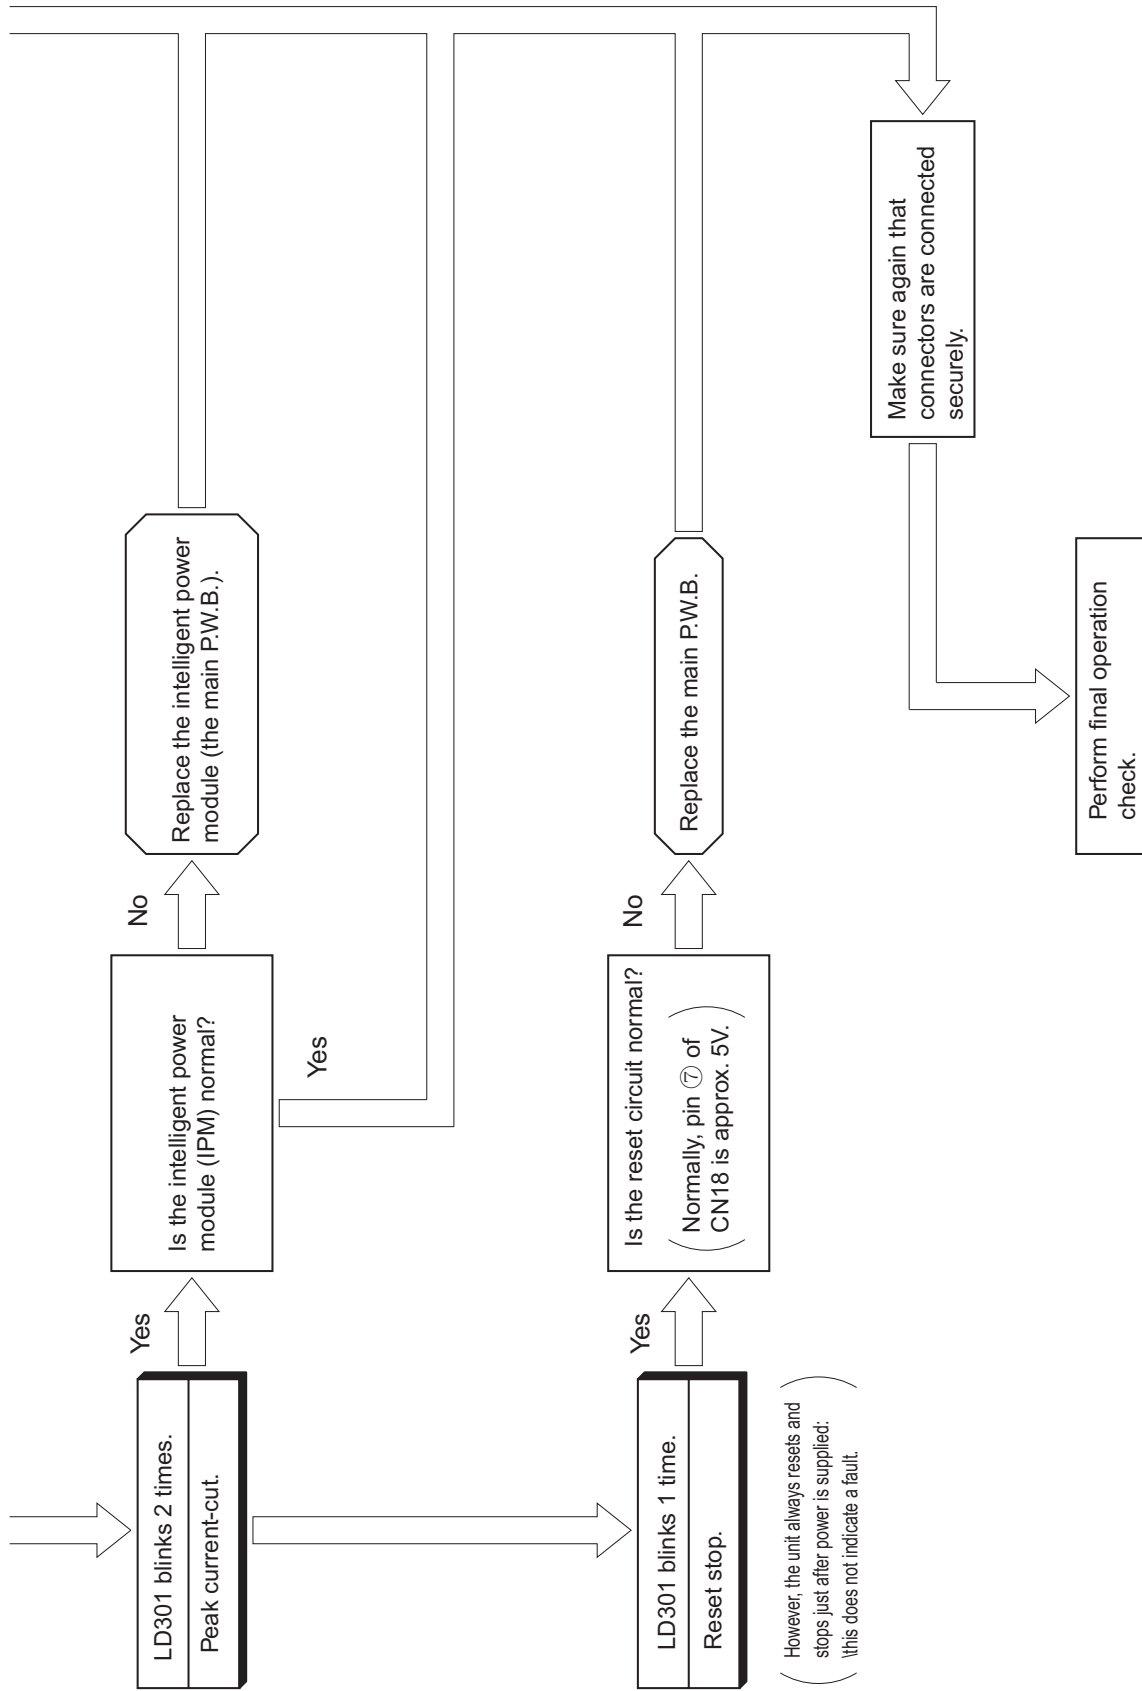 LD301 blinks 2 times.
Peak current-cut.
Yes
Is the intelligent power
module (IPM) normal?
No
Replace the intelligent power
module (the main P.W.B.).
Yes
LD301 blinks 1 time.
Reset stop.
However, the unit always resets and
stops just after power is supplied:
\this does not indicate a fault.
Yes
Is the reset circuit normal?
Normally, pin ⑦ of
CN18 is approx. 5V.
No
Replace the main P.W.B.
Make sure again that
connectors are connected
securely.
Perform final operation
check.